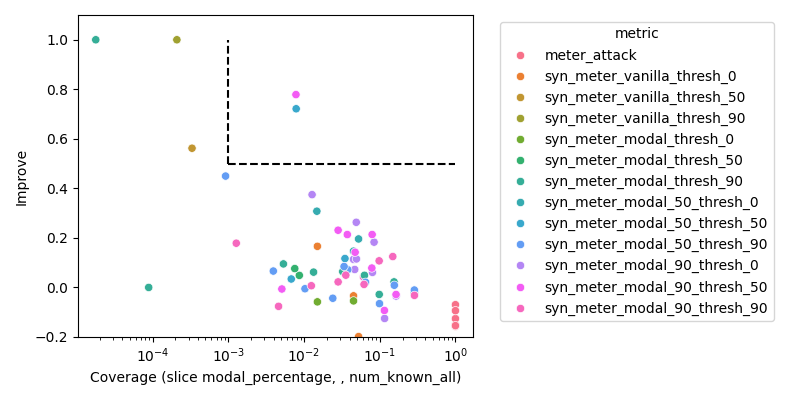 1.0
0.8
0.6
0.4
0.2
0.0
−0.2
Improve
10⁻⁴ 10⁻³ 10⁻² 10⁻¹ 10⁰
Coverage (slice modal_percentage, , num_known_all)
metric
meter_attack
syn_meter_vanilla_thresh_0
syn_meter_vanilla_thresh_50
syn_meter_vanilla_thresh_90
syn_meter_modal_thresh_0
syn_meter_modal_thresh_50
syn_meter_modal_thresh_90
syn_meter_modal_50_thresh_0
syn_meter_modal_50_thresh_50
syn_meter_modal_50_thresh_90
syn_meter_modal_90_thresh_0
syn_meter_modal_90_thresh_50
syn_meter_modal_90_thresh_90